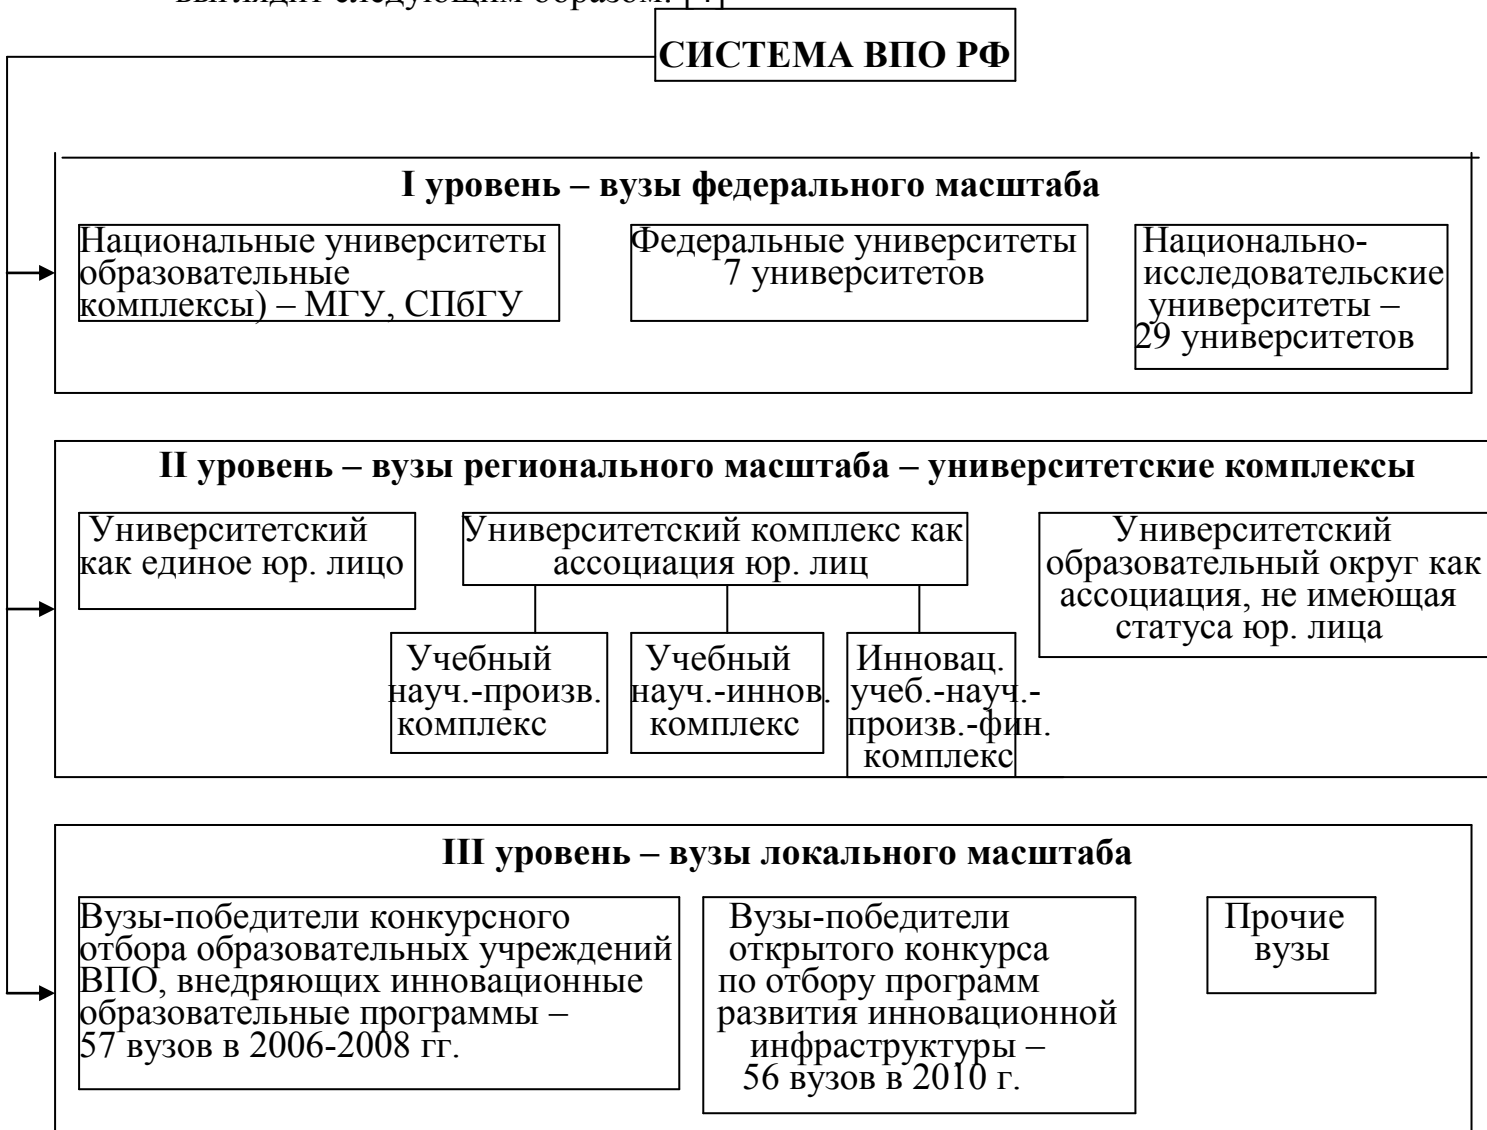 выглядит следующим образом: [4]
СИСТЕМА ВПО РФ
I уровень – вузы федерального масштаба
Национальные университеты
образовательные
комплексы) – МГУ, СПбГУ
Федеральные университеты
7 университетов
Национально-
исследовательские
университеты –
29 университетов
II уровень – вузы регионального масштаба – университетские комплексы
Университетский
как единое юр. лицо
Университетский комплекс как
ассоциация юр. лиц
Университетский
образовательный округ как
ассоциация, не имеющая
статуса юр. лица
Учебный
науч.-произв.
комплекс
Учебный
науч.-иннов.
комплекс
Инновац.
учеб.-науч.-
произв.-фин.
комплекс
III уровень – вузы локального масштаба
Вузы-победители конкурсного
отбора образовательных учреждений
ВПО, внедряющих инновационные
образовательные программы –
57 вузов в 2006-2008 гг.
Вузы-победители
открытого конкурса
по отбору программ
развития инновационной
инфраструктуры –
56 вузов в 2010 г.
Прочие
вузы